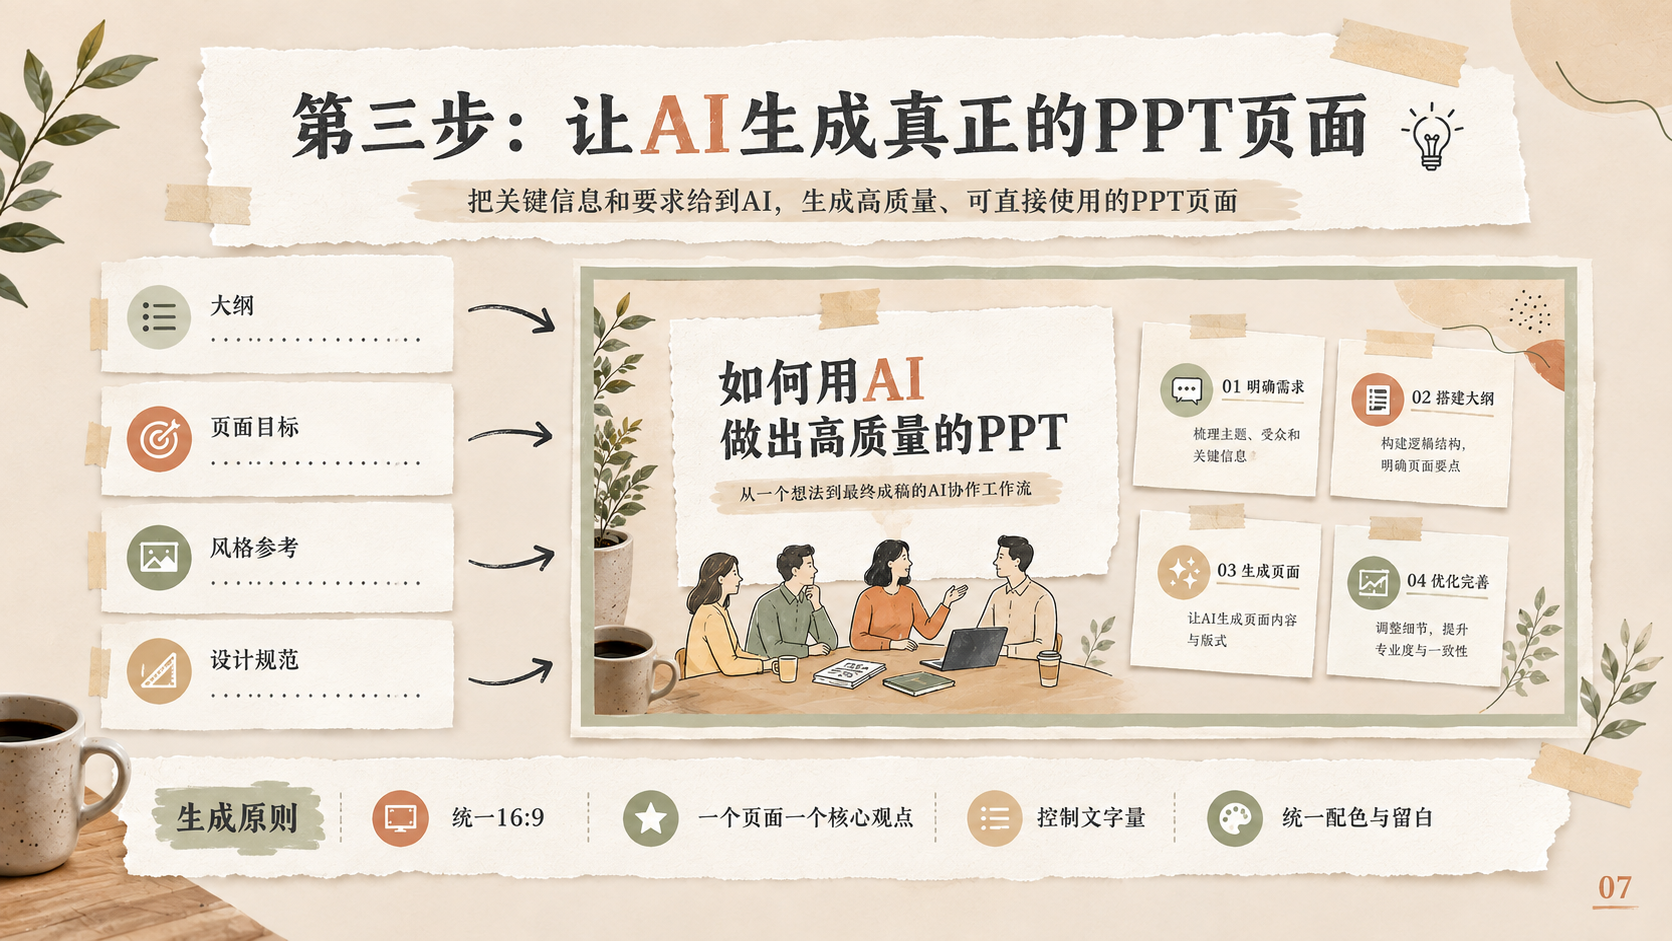 第三步：让AI生成真正的PPT页面
把关键信息和要求给到AI，生成高质量、可直接使用的PPT页面
大纲
页面目标
风格参考
设计规范
如何用AI
做出高质量的PPT
从一个想法到最终成稿的AI协作工作流
01 明确需求
梳理主题、受众和
关键信息
02 搭建大纲
构建逻辑结构，
明确页面要点
03 生成页面
让AI生成页面内容
与版式
04 优化完善
调整细节，提升
专业度与一致性
生成原则
统一16:9
一个页面一个核心观点
控制文字量
统一配色与留白
07